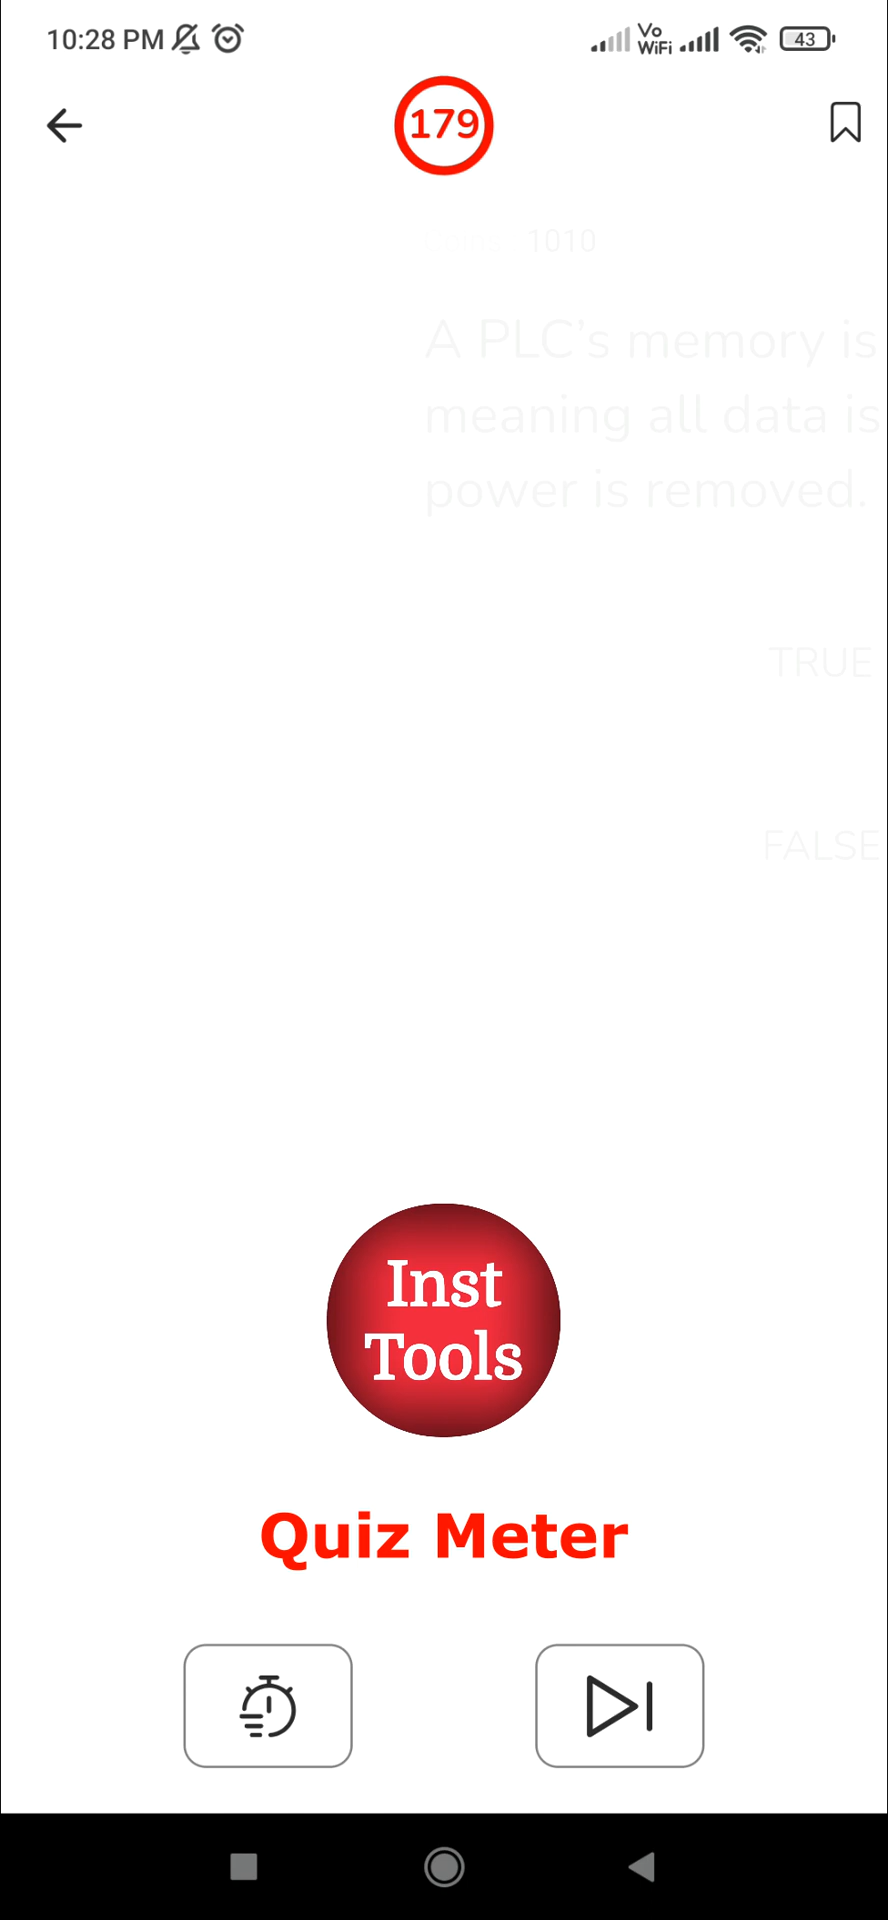 10:28 PM
Vo
WiFi
43
179
1010
A PLC’s memory is
meaning all data is
power is removed.
TRUE
FALSE
Inst
Tools
Quiz Meter